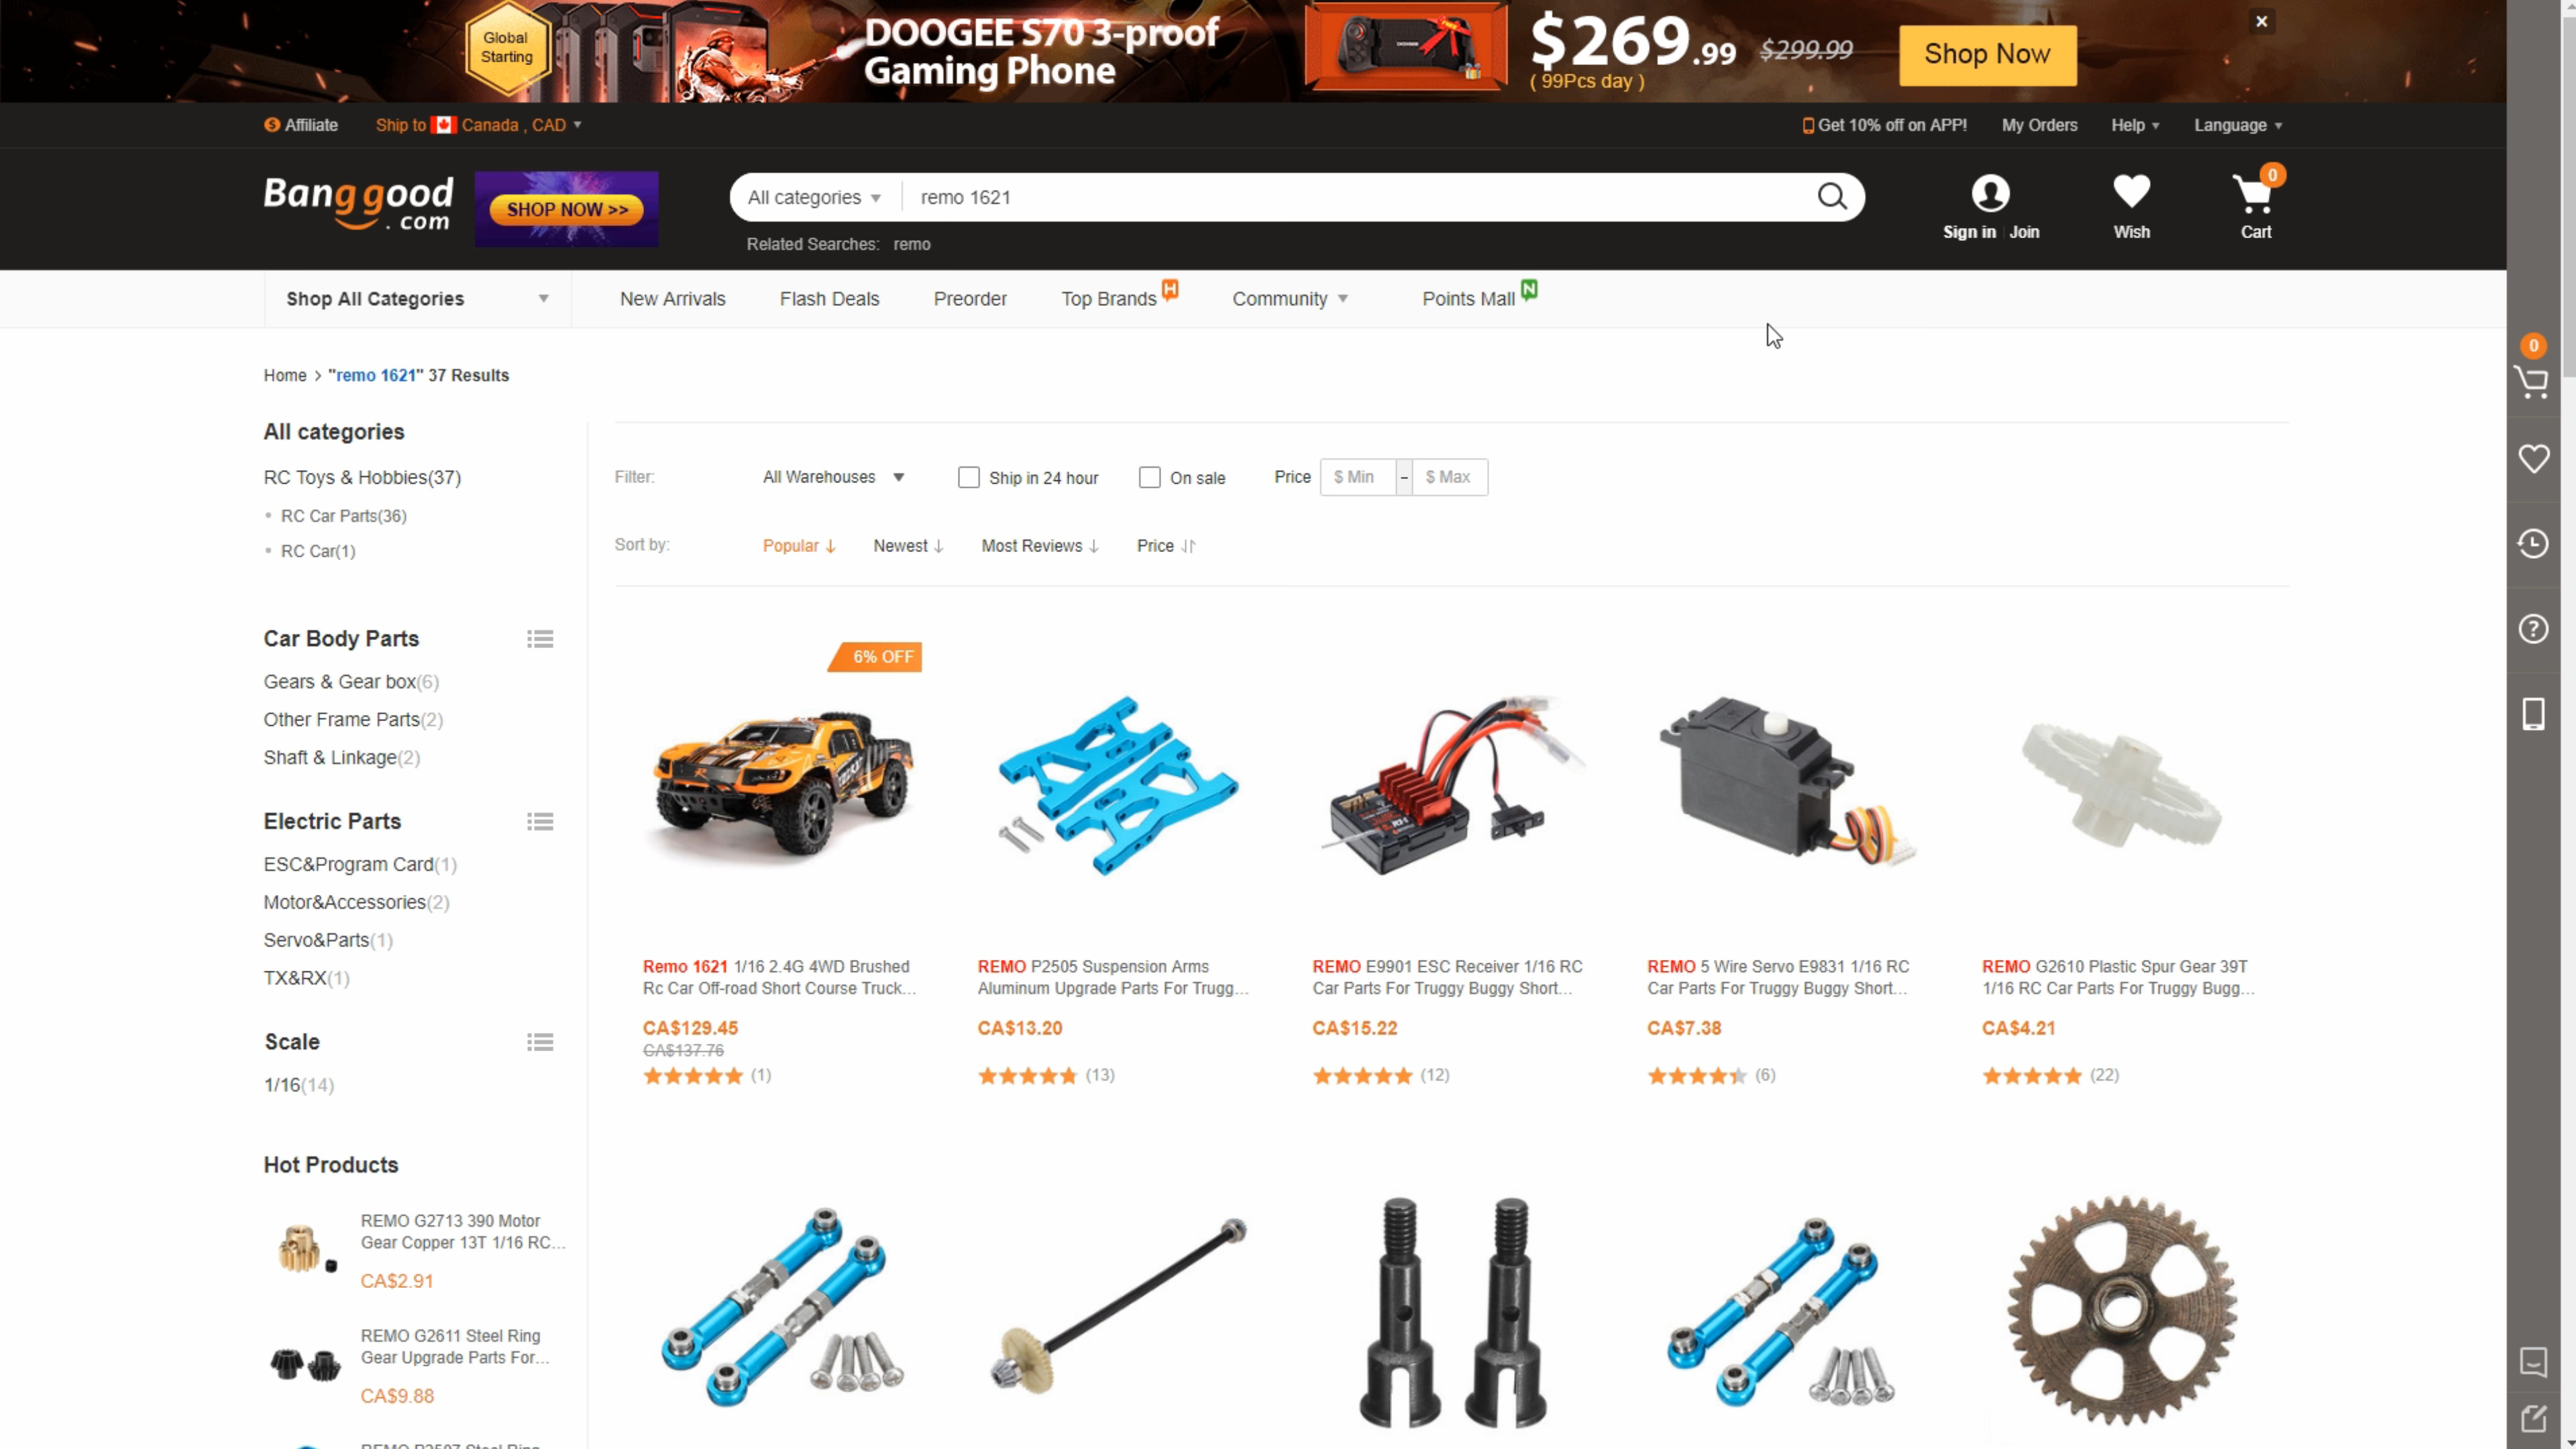 Global
Starting
DOOGEE S70 3-proof
Gaming Phone
$269.99 $299.99
( 99Pcs day )
Shop Now
Affiliate
Ship to Canada , CAD
Get 10% off on APP!
My Orders
Help
Language
Banggood
.com
SHOP NOW >>
All categories
remo 1621
Related Searches: remo
Sign in Join
Wish
0
Cart
Shop All Categories
New Arrivals
Flash Deals
Preorder
Top Brands H
Community
Points Mall N
0
Home > "remo 1621" 37 Results
All categories
RC Toys & Hobbies(37)
RC Car Parts(36)
RC Car(1)
Car Body Parts
Gears & Gear box(6)
Other Frame Parts(2)
Shaft & Linkage(2)
Electric Parts
ESC&Program Card(1)
Motor&Accessories(2)
Servo&Parts(1)
TX&RX(1)
Scale
1/16(14)
Hot Products
REMO G2713 390 Motor
Gear Copper 13T 1/16 RC...
CA$2.91
REMO G2611 Steel Ring
Gear Upgrade Parts For...
CA$9.88
Filter:
All Warehouses
Ship in 24 hour
On sale
Price $ Min - $ Max
Sort by:
Popular
Newest
Most Reviews
Price
6% OFF
Remo 1621 1/16 2.4G 4WD Brushed
Rc Car Off-road Short Course Truck...
CA$129.45
CA$137.76
(1)
REMO P2505 Suspension Arms
Aluminum Upgrade Parts For Trugg...
CA$13.20
(13)
REMO E9901 ESC Receiver 1/16 RC
Car Parts For Truggy Buggy Short...
CA$15.22
(12)
REMO 5 Wire Servo E9831 1/16 RC
Car Parts For Truggy Buggy Short...
CA$7.38
(6)
REMO G2610 Plastic Spur Gear 39T
1/16 RC Car Parts For Truggy Bugg...
CA$4.21
(22)